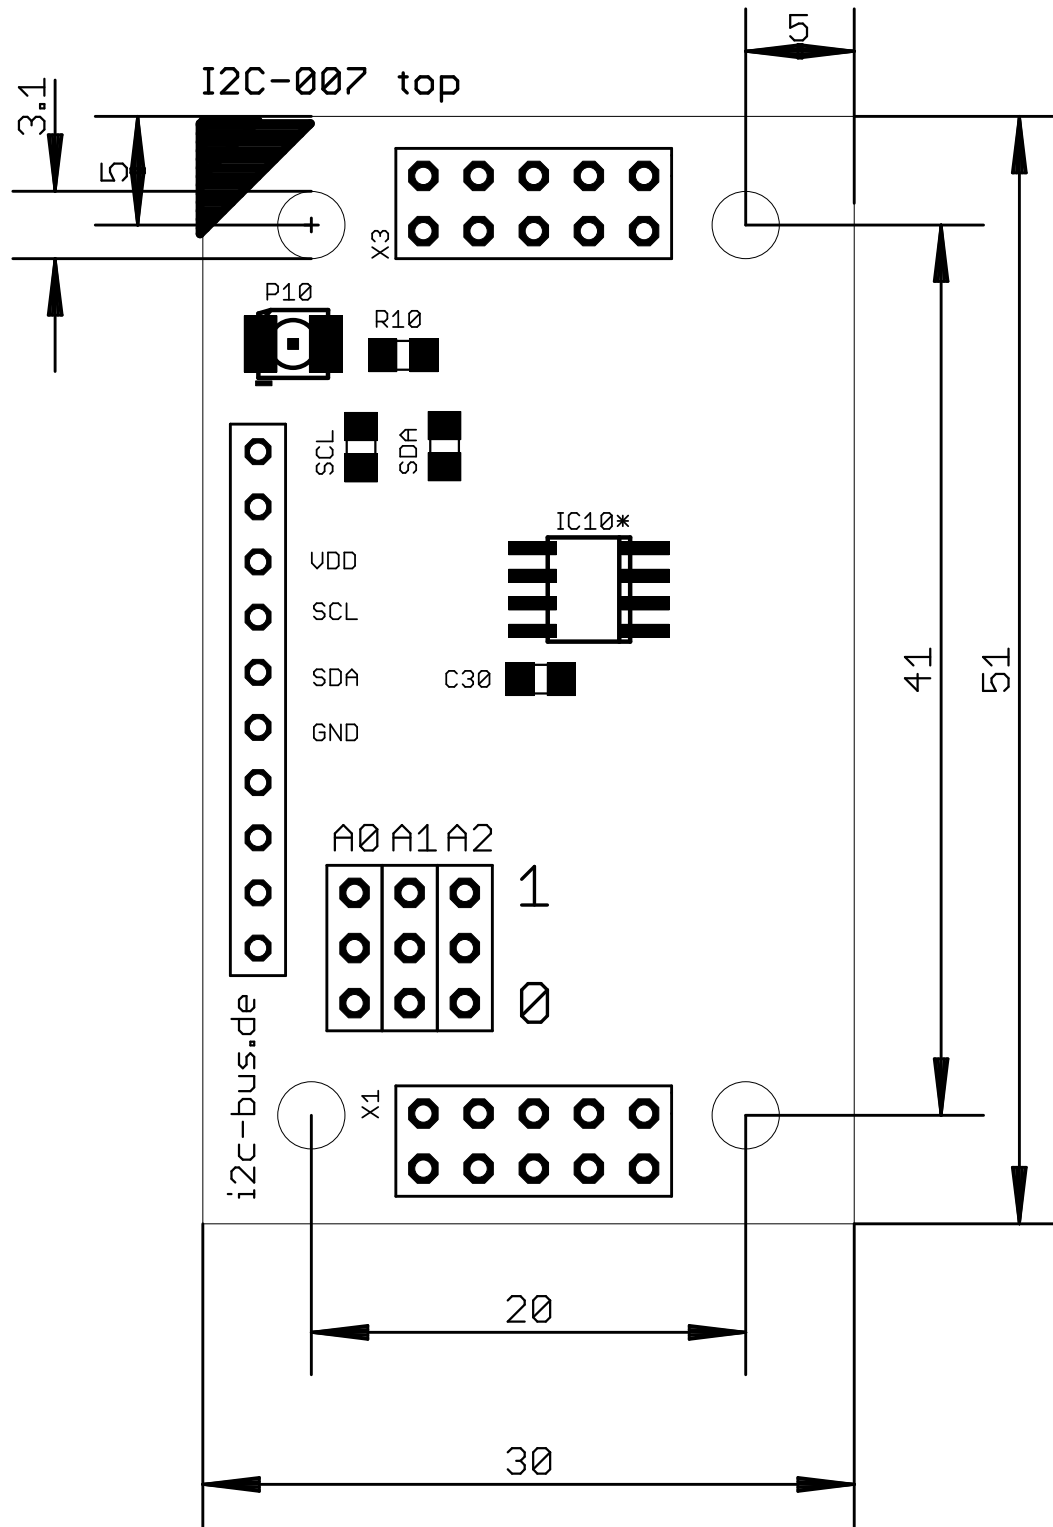 5
I2C-007 top
3.1
5
X3
P10
R10
SCL
SDA
IC10*
VDD
SCL
SDA
C30
GND
41
51
A0 A1 A2
1
0
i2c-bus.de
X1
20
30